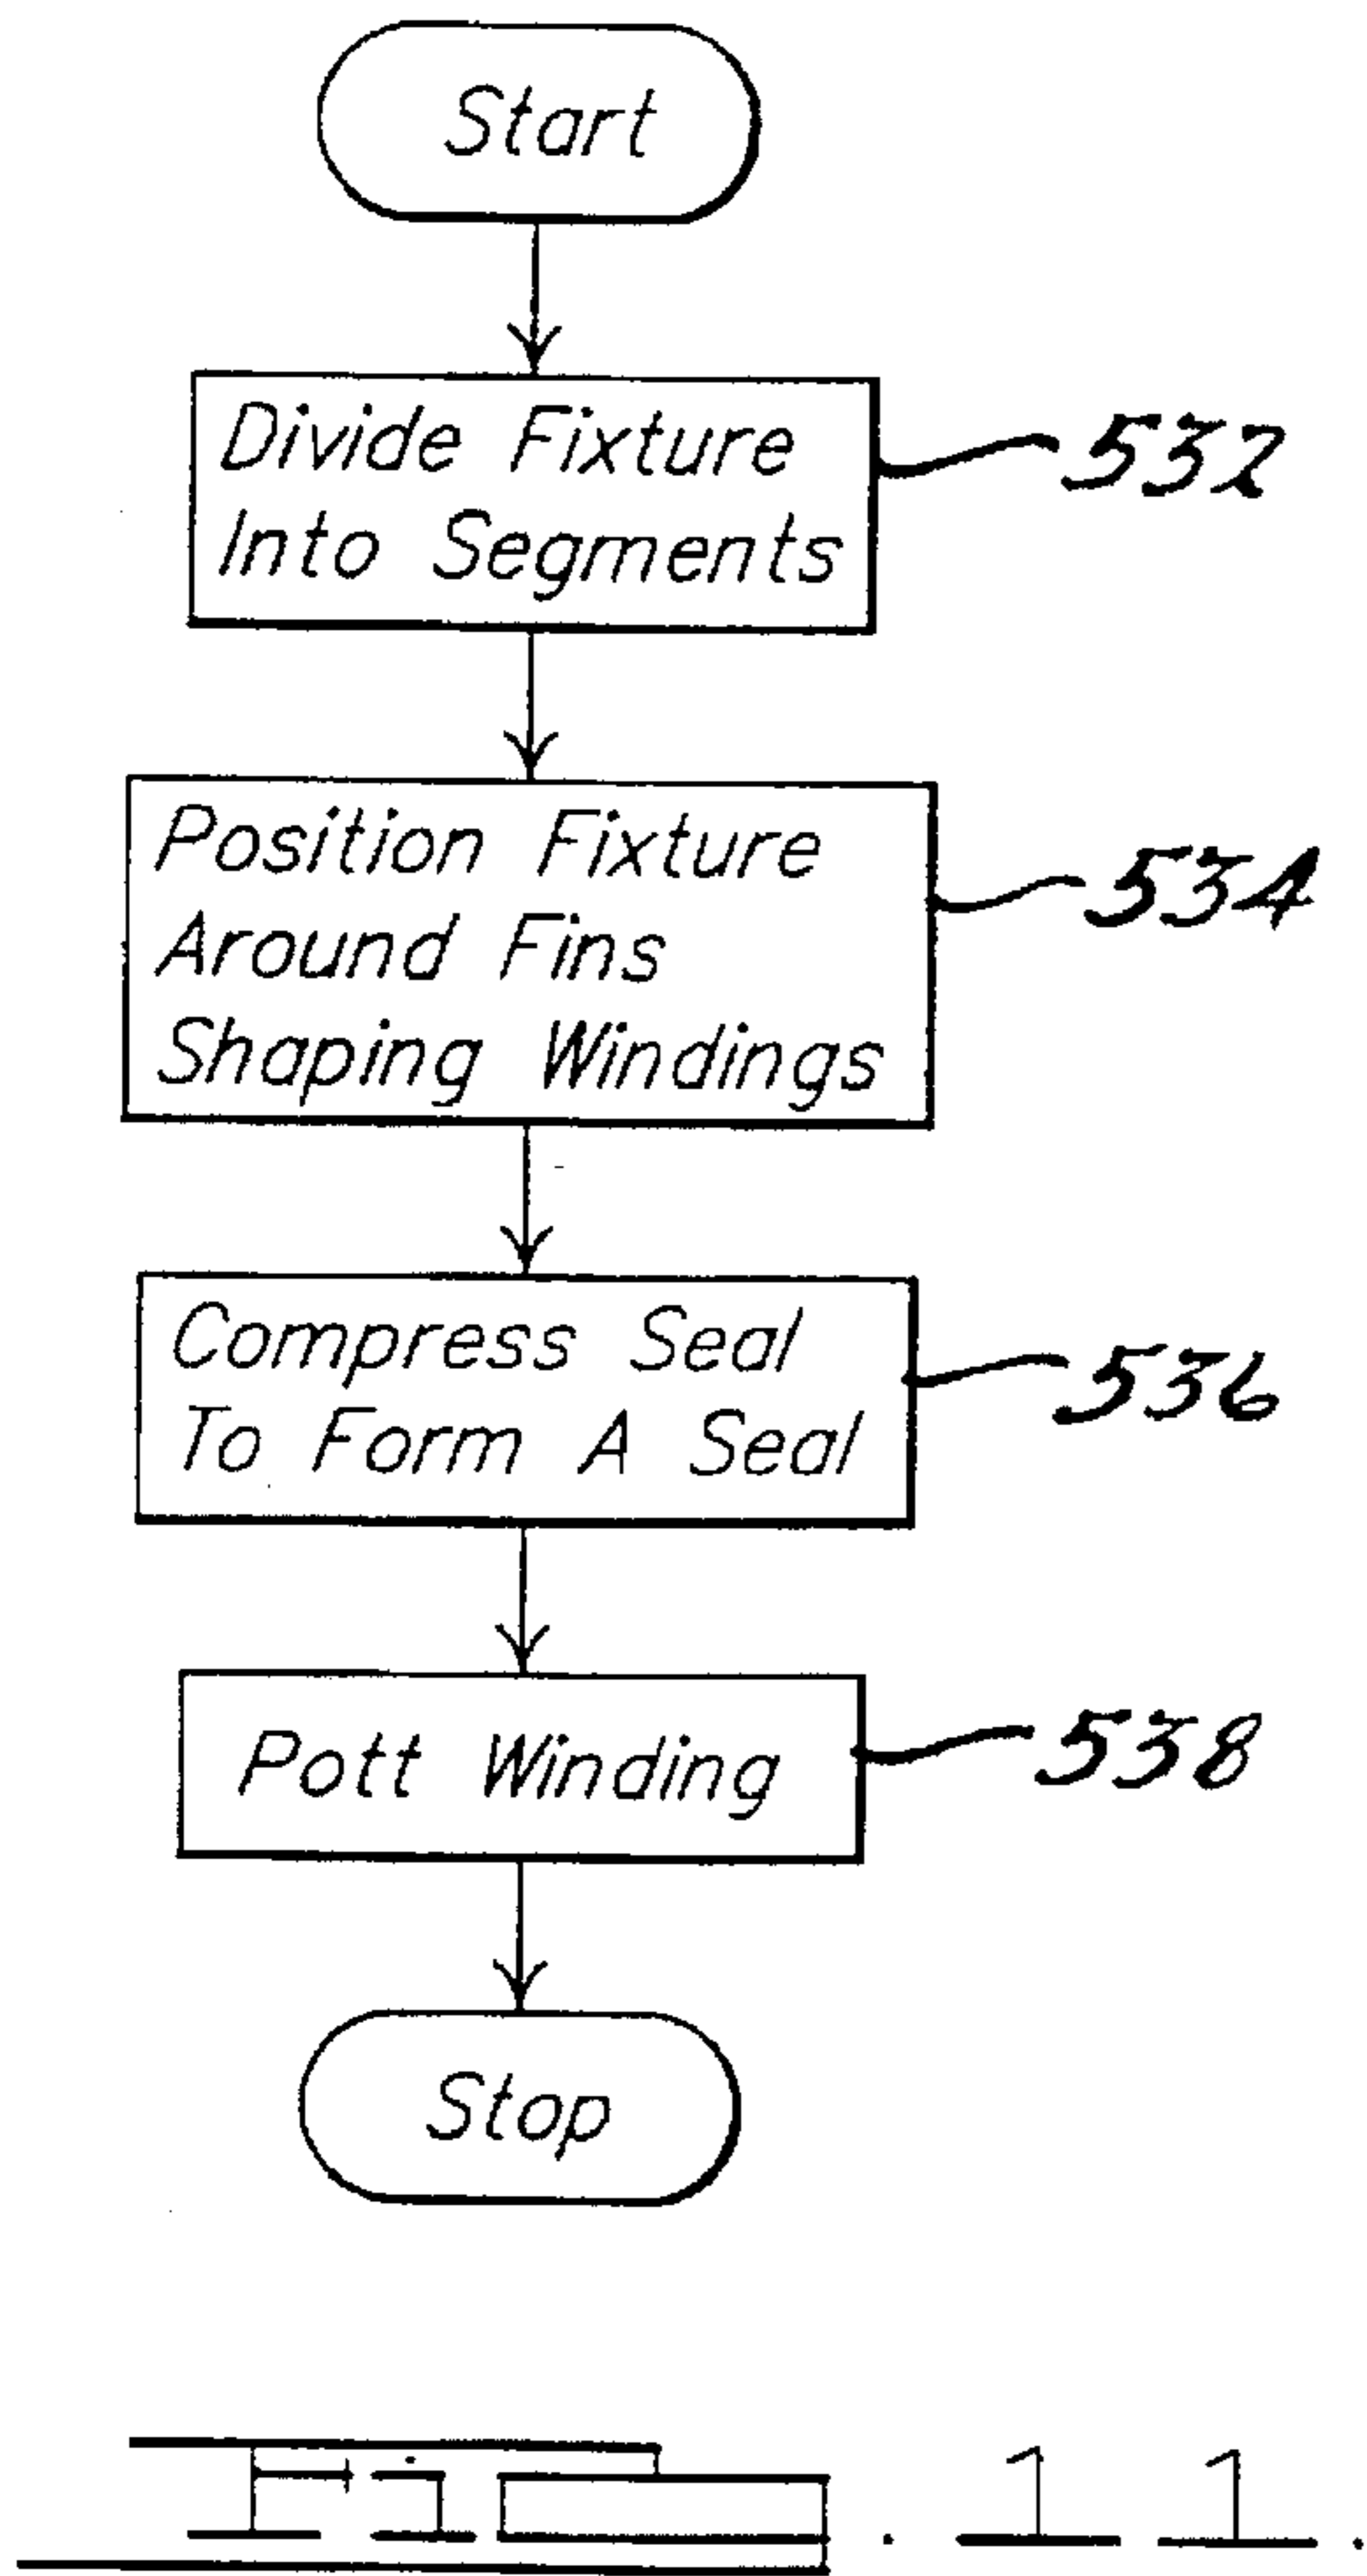 Start
Divide Fixture
Into Segments
532
Position Fixture
Around Fins
Shaping Windings
534
Compress Seal
To Form A Seal
536
Pott Winding
538
Stop
Fig. 11.